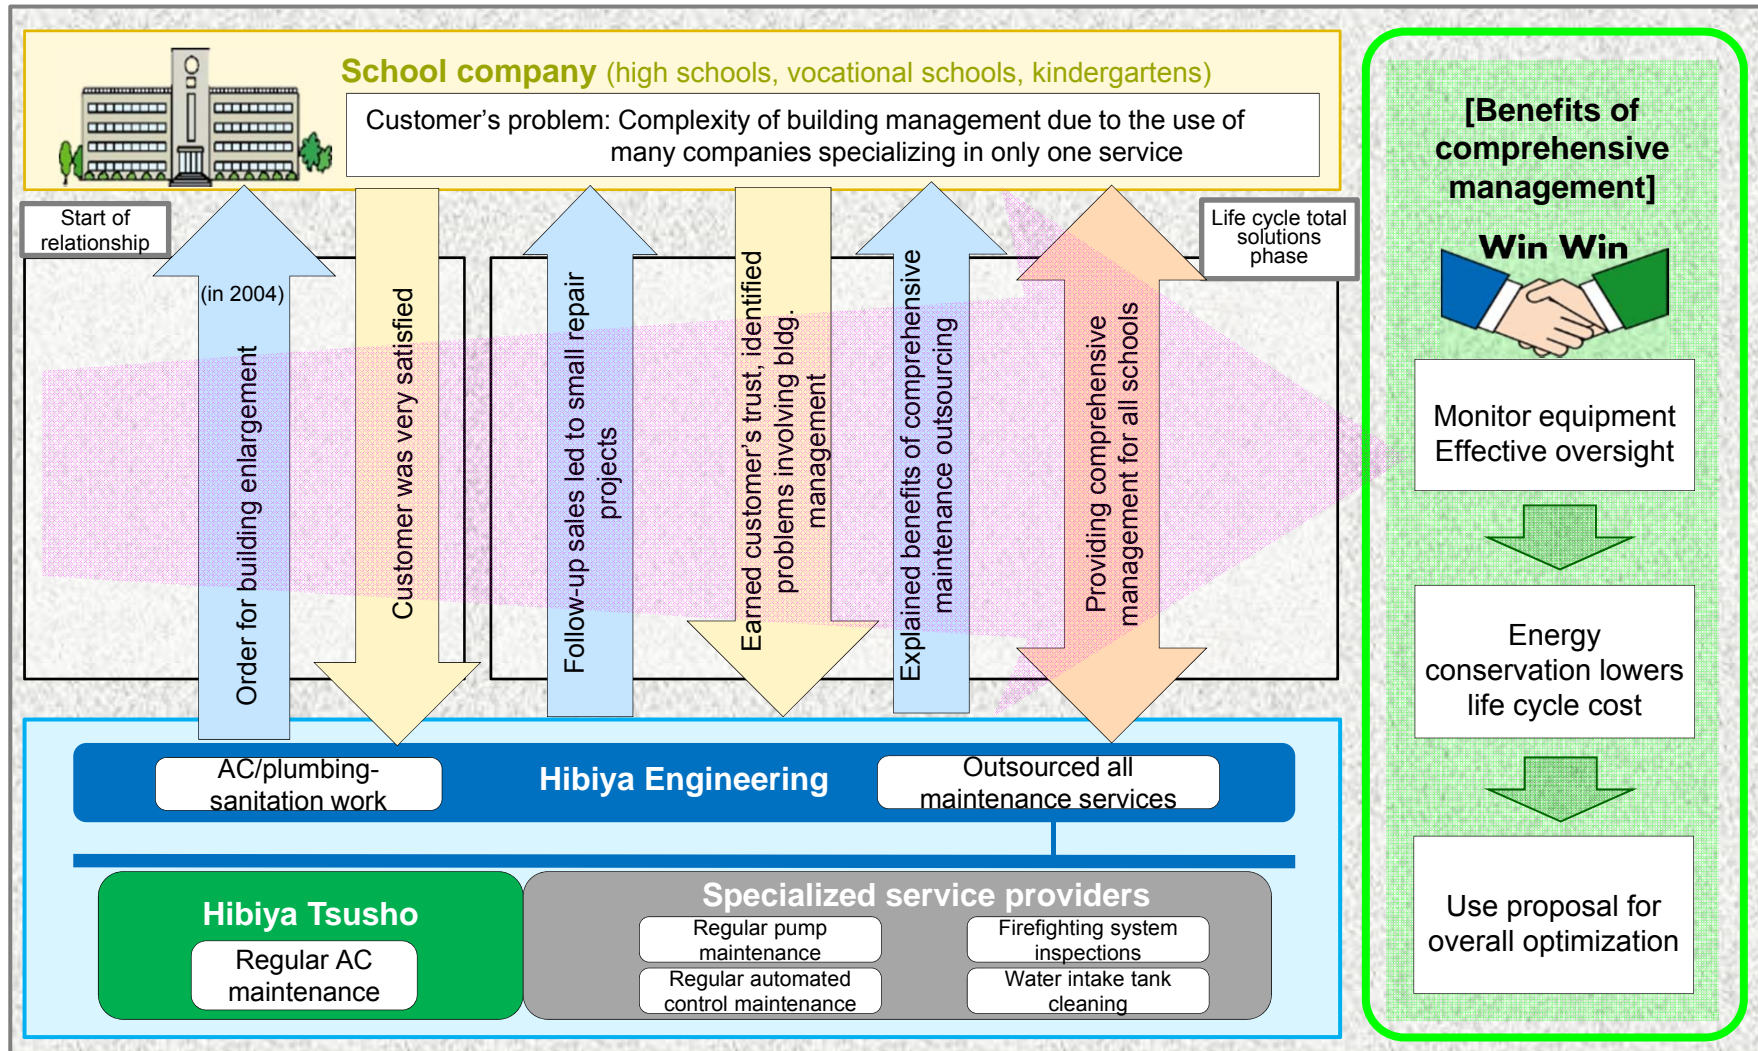 School company (high schools, vocational schools, kindergartens)
Customer's problem: Complexity of building management due to the use of
many companies specializing in only one service
Start of
relationship
(in 2004)
Order for building enlargement
Customer was very satisfied
Follow-up sales led to small repair
projects
Earned customer's trust, identified
problems involving bldg.
management
Explained benefits of comprehensive
maintenance outsourcing
Providing comprehensive
management for all schools
Life cycle total
solutions
phase
AC/plumbing-
sanitation work
Hibiya Engineering
Outsourced all
maintenance services
Hibiya Tsusho
Regular AC
maintenance
Specialized service providers
Regular pump
maintenance
Firefighting system
inspections
Regular automated
control maintenance
Water intake tank
cleaning
[Benefits of
comprehensive
management]
Win Win
Monitor equipment
Effective oversight
Energy
conservation lowers
life cycle cost
Use proposal for
overall optimization